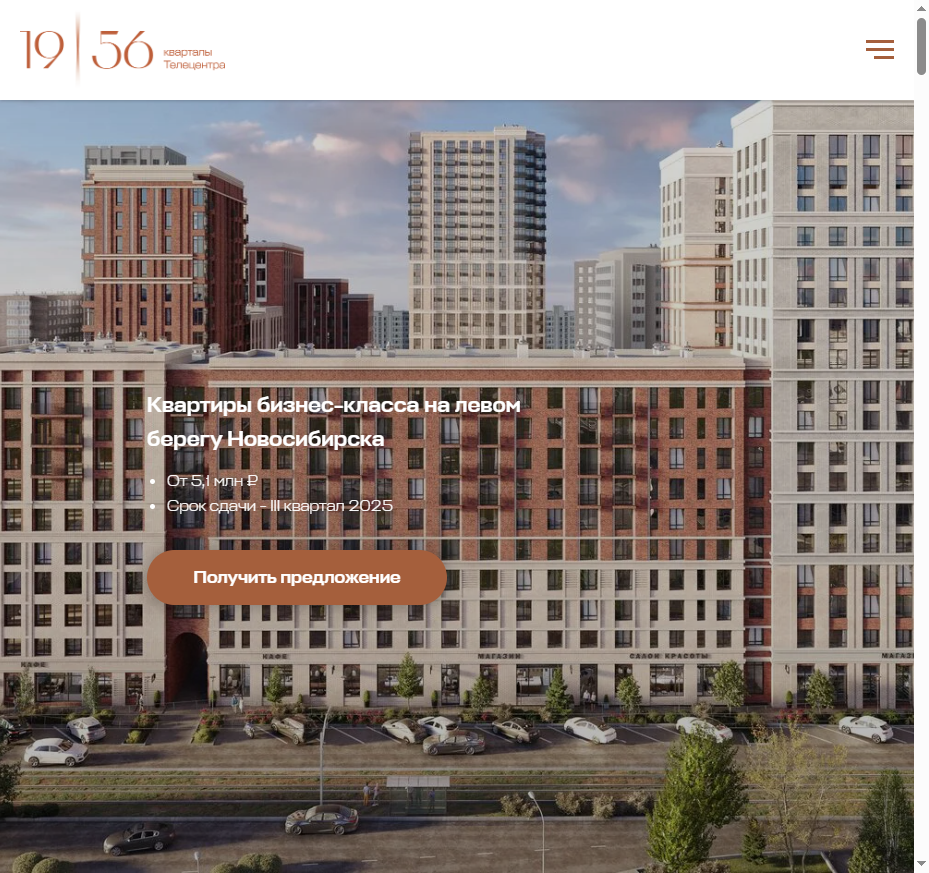 19 56
кварталы
Телецентра
Квартиры бизнес-класса на левом
берегу Новосибирска
От 5,1 млн ₽
Срок сдачи - III квартал 2025
Получить предложение
КАФЕ
КАФЕ
МАГАЗИН
САЛОН КРАСОТЫ
МАГАЗ